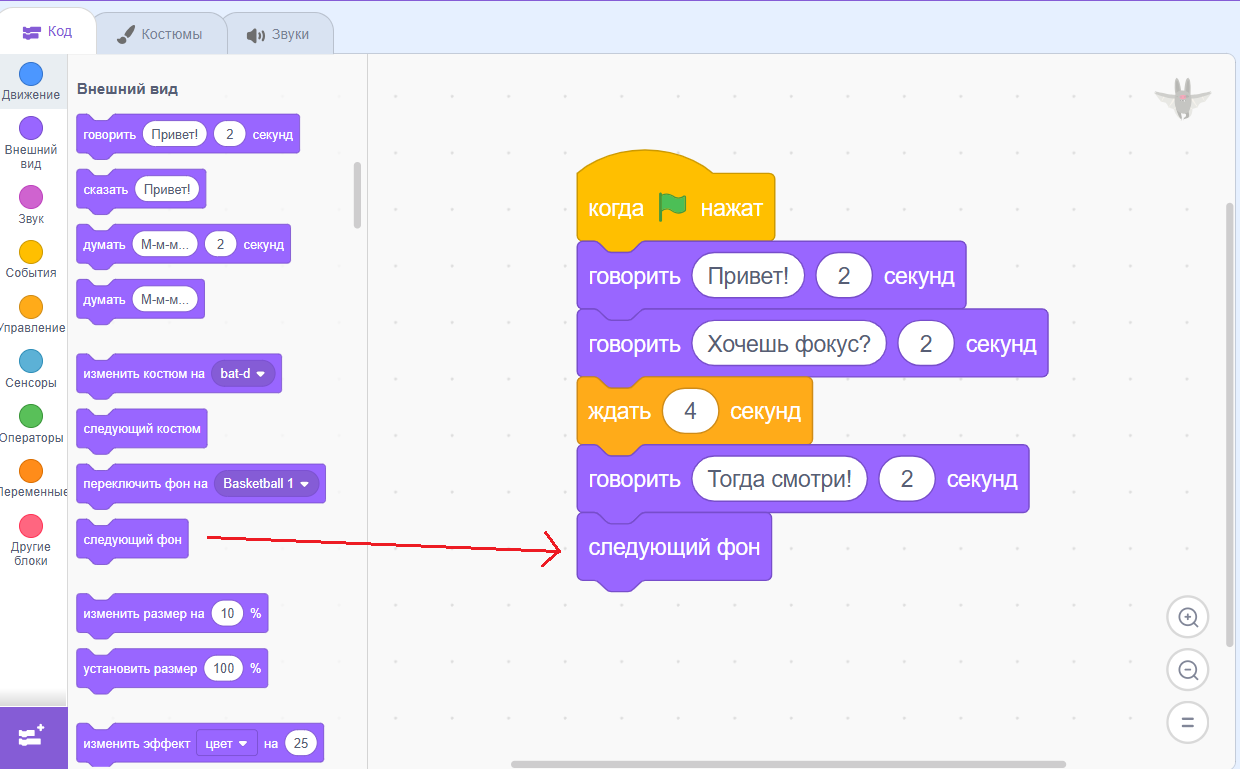 Код
Костюмы
Звуки
Движение
Внешний
вид
Звук
События
Управление
Сенсоры
Операторы
Переменные
Другие
блоки
Внешний вид
говорить Привет! 2 секунд
сказать Привет!
думать М-м-м... 2 секунд
думать М-м-м...
изменить костюм на bat-d
следующий костюм
переключить фон на Basketball 1
следующий фон
изменить размер на 10 %
установить размер 100 %
изменить эффект цвет на 25
когда нажат
говорить Привет! 2 секунд
говорить Хочешь фокус? 2 секунд
ждать 4 секунд
говорить Тогда смотри! 2 секунд
следующий фон